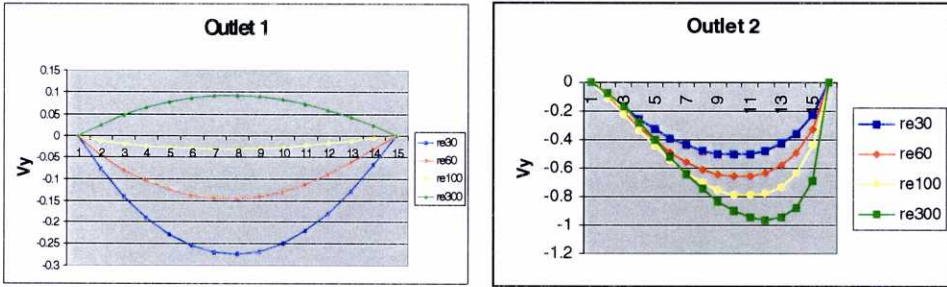 Outlet 1
0.15
0.1
0.05
0
-0.05
-0.1
-0.15
-0.2
-0.25
-0.3
Vy
1 2 3 4 5 6 7 8 9 10 11 12 13 14 15
re30
re60
re100
re300
Outlet 2
0
-0.2
-0.4
-0.6
-0.8
-1
-1.2
Vy
1 3 5 7 9 11 13 15
re30
re60
re100
re300